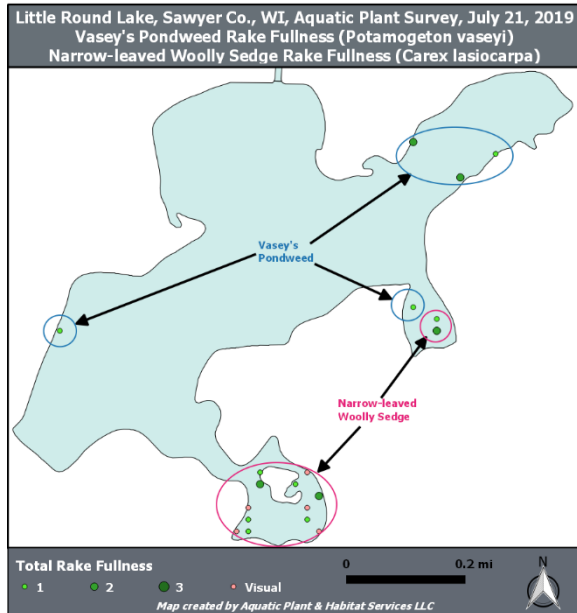 Little Round Lake, Sawyer Co., WI, Aquatic Plant Survey, July 21, 2019
Vasey's Pondweed Rake Fullness (Potamogeton vaseyi)
Narrow-leaved Woolly Sedge Rake Fullness (Carex lasiocarpa)
Vasey's
Pondweed
Narrow-leaved
Woolly Sedge
Total Rake Fullness
1 2 3 Visual
0 0.2 mi
N
Map created by Aquatic Plant & Habitat Services LLC